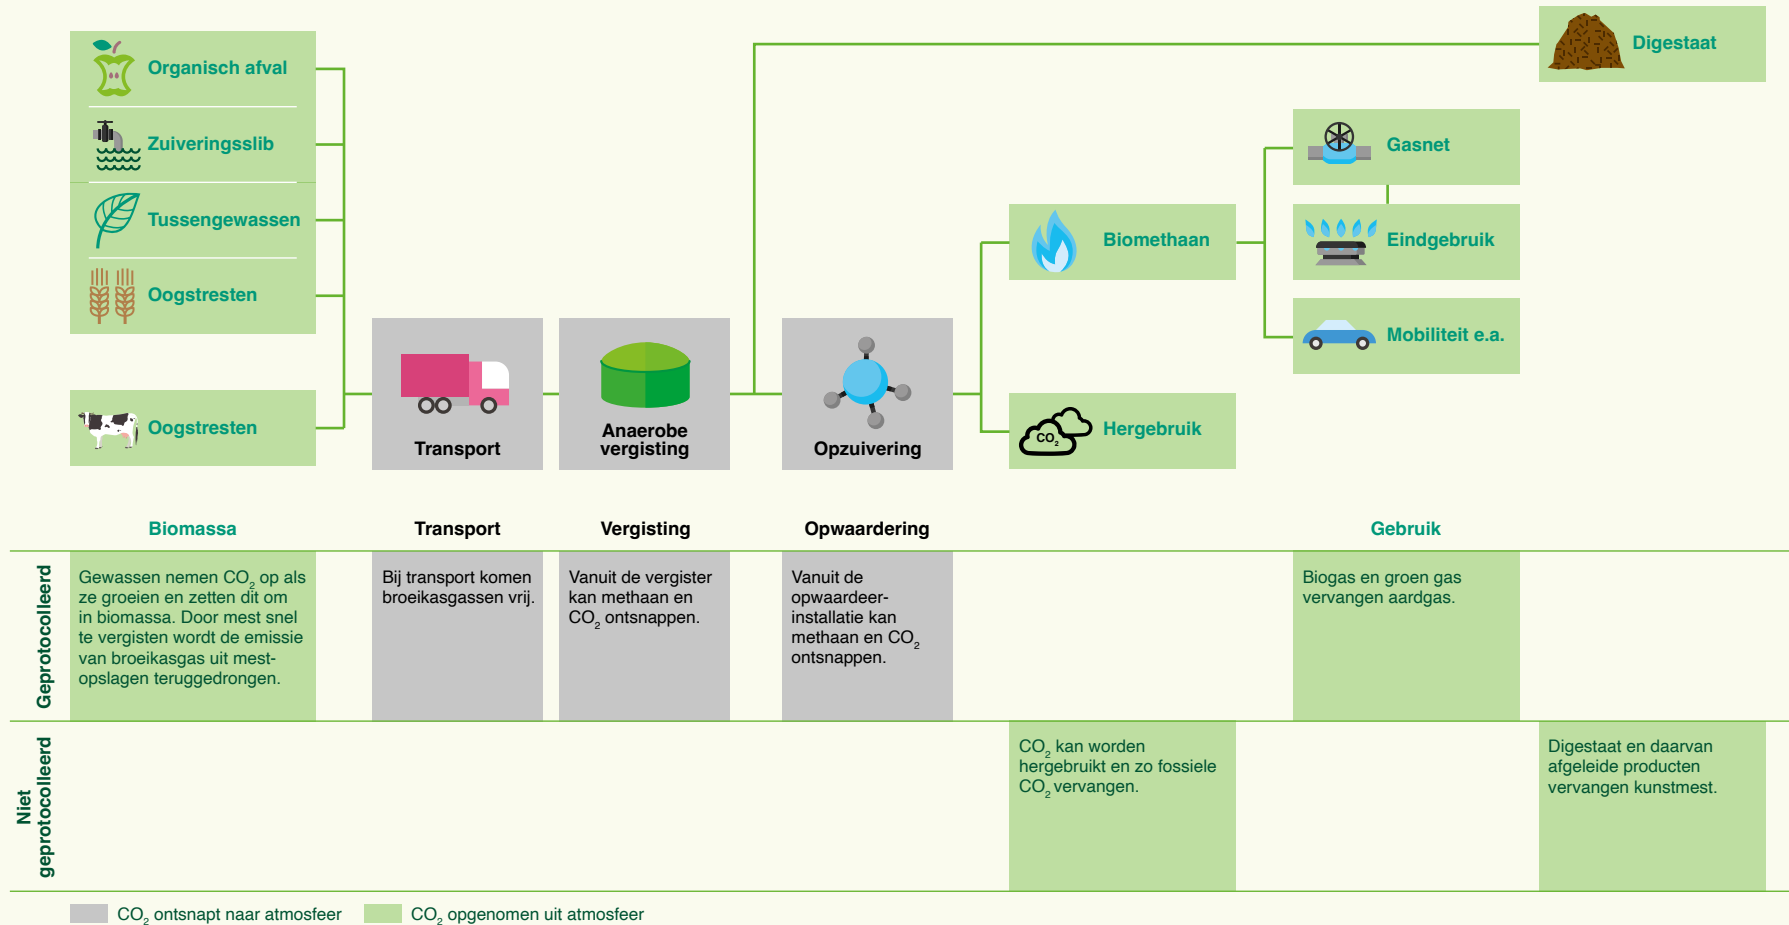 Organisch afval
Zuiveringsslib
Tussengewassen
Oogstresten
Oogstresten
Transport
Anaerobe
vergisting
Opzuivering
Biomethaan
CO₂
Hergebruik
Gasnet
Eindgebruik
Mobiliteit e.a.
Digestaat
Biomassa
Transport
Vergisting
Opwaardering
Gebruik
Geprotocolleerd
Gewassen nemen CO₂ op als
ze groeien en zetten dit om
in biomassa. Door mest snel
te vergisten wordt de emissie
van broeikasgas uit mest-
opslagen teruggedrongen.
Bij transport komen
broeikasgassen vrij.
Vanuit de vergister
kan methaan en
CO₂ ontsnappen.
Vanuit de
opwaardeer-
installatie kan
methaan en CO₂
ontsnappen.
Biogas en groen gas
vervangen aardgas.
Niet
geprotocolleerd
CO₂ kan worden
hergebruikt en zo fossiele
CO₂ vervangen.
Digestaat en daarvan
afgeleide producten
vervangen kunstmest.
CO₂ ontsnapt naar atmosfeer
CO₂ opgenomen uit atmosfeer